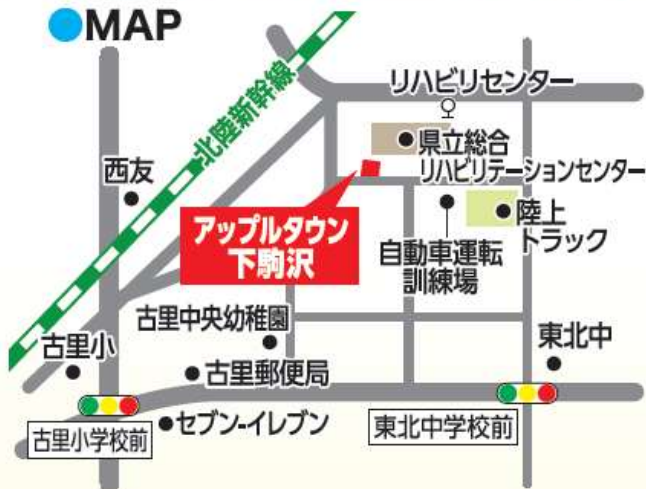 ●MAP
北陸新幹線
リハビリセンター
県立総合
リハビリテーションセンター
西友
アップルタウン
下駒沢
陸上
トラック
自動車運転
訓練場
古里中央幼稚園
古里小
古里郵便局
東北中
セブン-イレブン
古里小学校前
東北中学校前